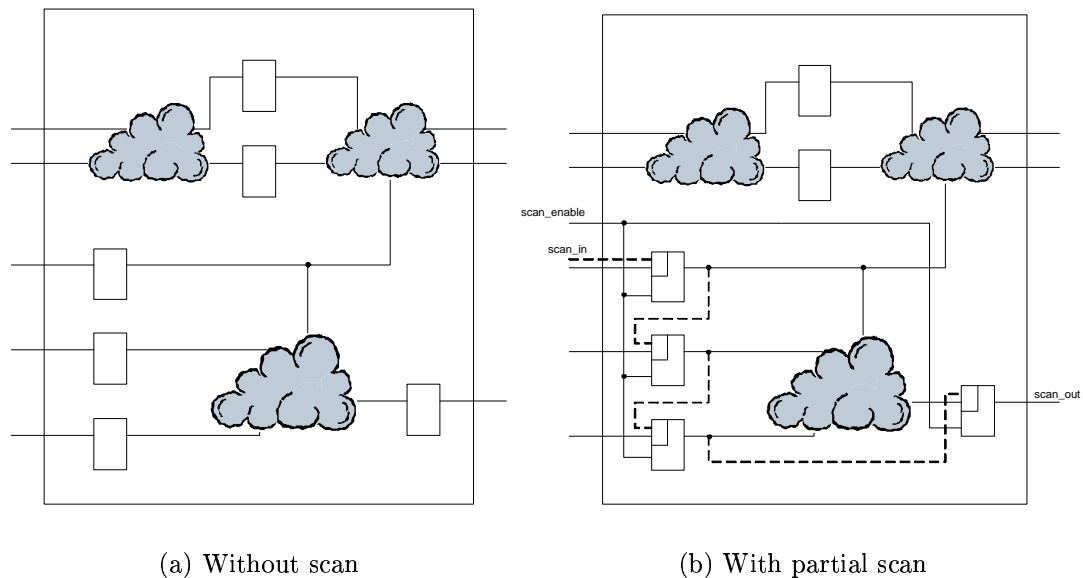 scan_enable
scan_in
scan_out
(a) Without scan
(b) With partial scan